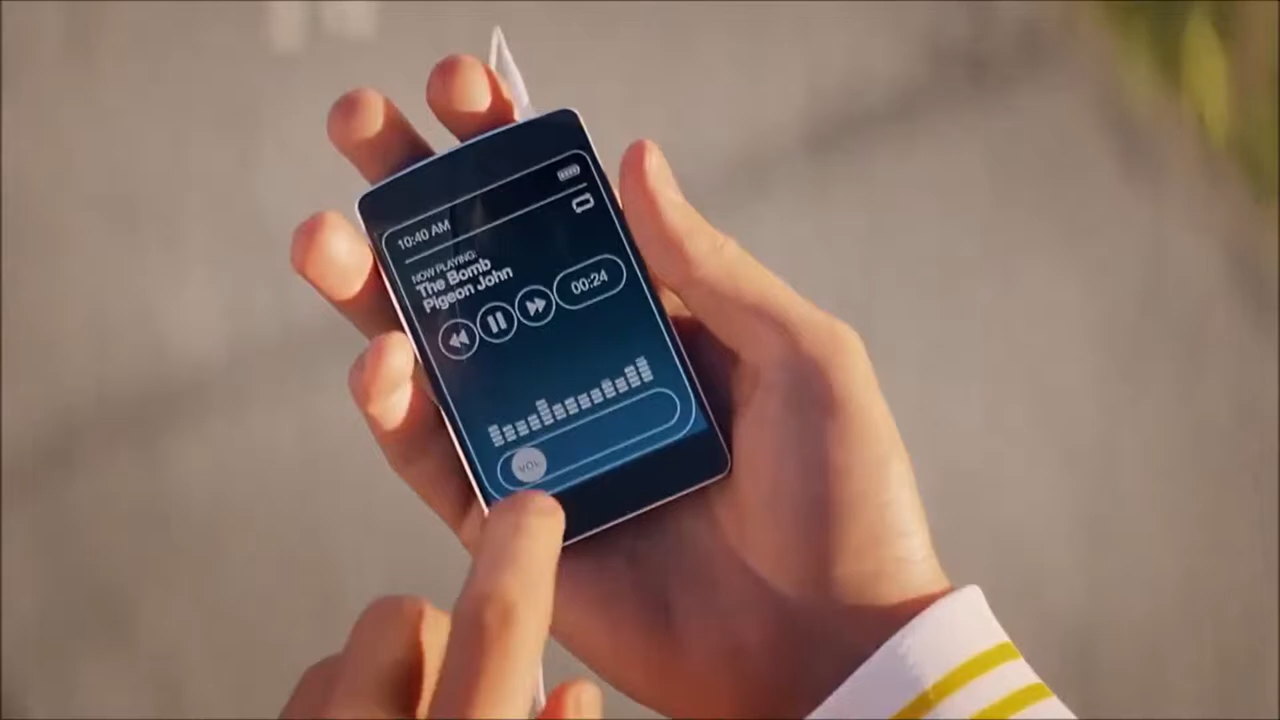 10:40 AM
NOW PLAYING:
The Bomb
Pigeon John
00:24
VOL